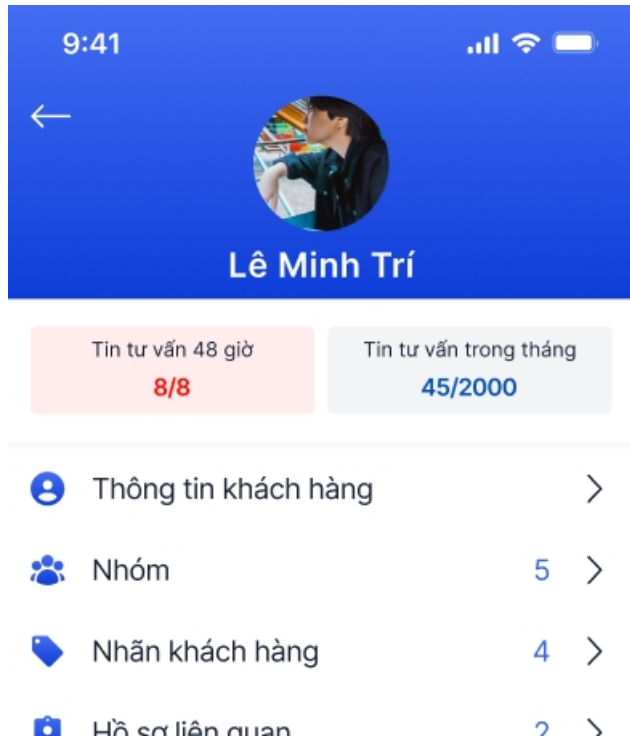 9:41
Lê Minh Trí
Tin tư vấn 48 giờ
8/8
Tin tư vấn trong tháng
45/2000
Thông tin khách hàng
Nhóm 5
Nhãn khách hàng 4
Hồ sơ liên quan 2